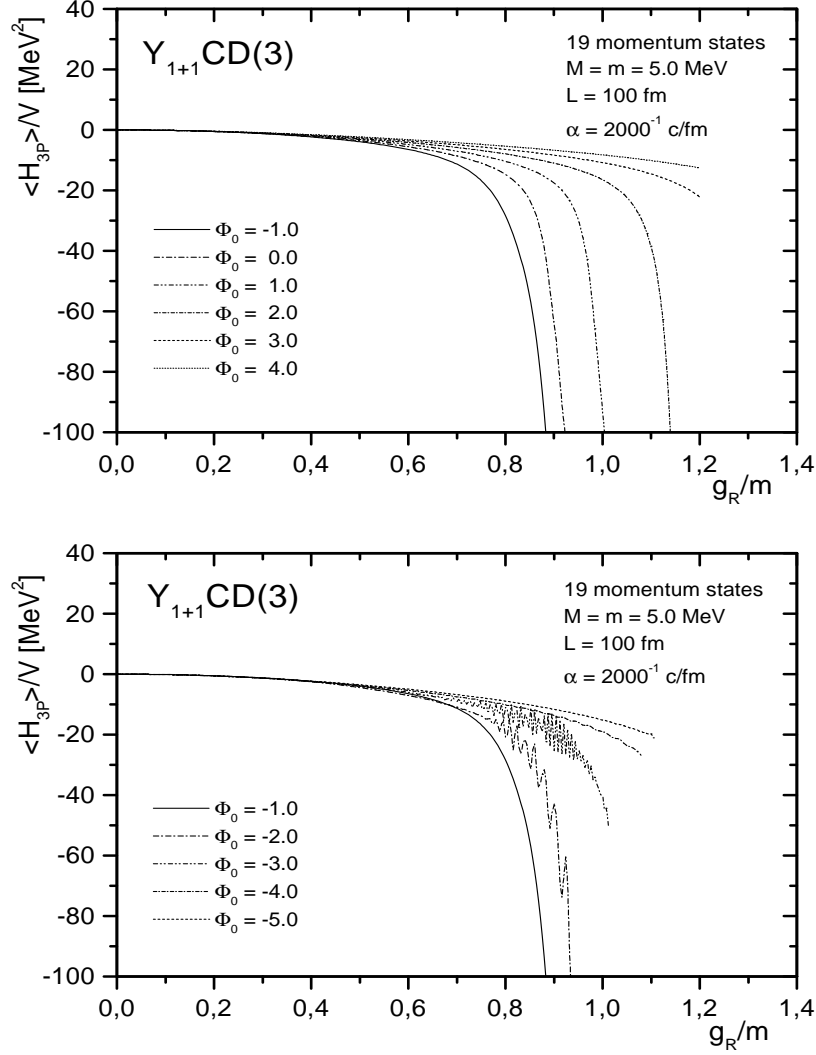 Y₁₊₁CD(3)
19 momentum states
M = m = 5.0 MeV
L = 100 fm
α = 2000⁻¹ c/fm
<H₃P>/V [MeV²]
40
20
0
-20
-40
-60
-80
-100
Φ₀ = -1.0
Φ₀ = 0.0
Φ₀ = 1.0
Φ₀ = 2.0
Φ₀ = 3.0
Φ₀ = 4.0
0,0 0,2 0,4 0,6 0,8 1,0 1,2 1,4
g_R/m
Y₁₊₁CD(3)
19 momentum states
M = m = 5.0 MeV
L = 100 fm
α = 2000⁻¹ c/fm
<H₃P>/V [MeV²]
40
20
0
-20
-40
-60
-80
-100
Φ₀ = -1.0
Φ₀ = -2.0
Φ₀ = -3.0
Φ₀ = -4.0
Φ₀ = -5.0
0,0 0,2 0,4 0,6 0,8 1,0 1,2 1,4
g_R/m